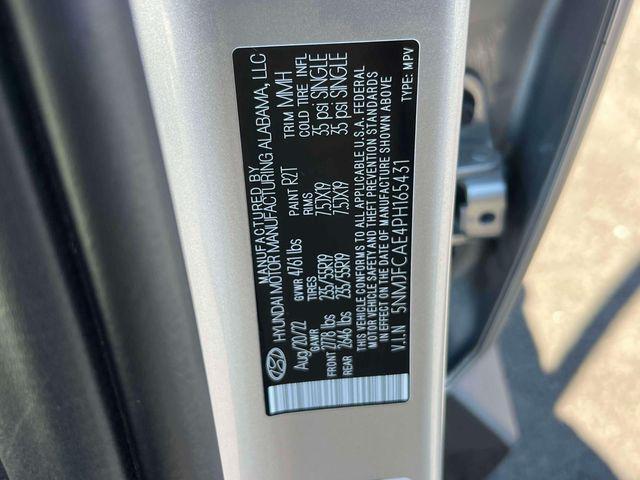 MANUFACTURED BY
HYUNDAI MOTOR MANUFACTURING ALABAMA, LLC
Aug/20/22 PAINT R2T TRIM MMH
GVWR 4761 lbs
GAWR TIRES RIMS COLD TIRE INFL
FRONT 2778 lbs 235/55R19 7.5JX19 35 psi SINGLE
REAR 2646 lbs 235/55R19 7.5JX19 35 psi SINGLE
THIS VEHICLE CONFORMS TO ALL APPLICABLE U.S.A. FEDERAL
MOTOR VEHICLE SAFETY AND THEFT PREVENTION
STANDARDS IN EFFECT ON THE DATE OF MANUFACTURE SHOWN ABOVE
V.I.N 5NMJFCAE4PH165431 TYPE: MPV